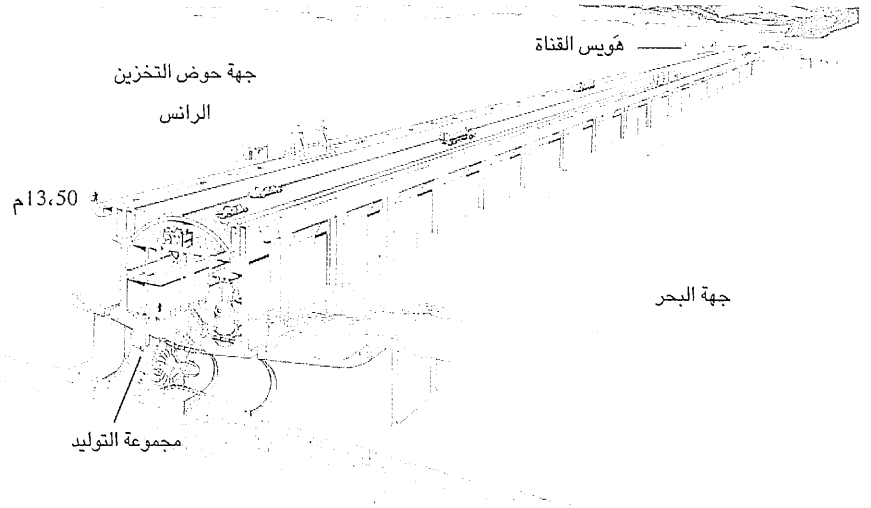 هَويس القناة
جهة حوض التخزين
الرانس
13،50م
جهة البحر
مجموعة التوليد